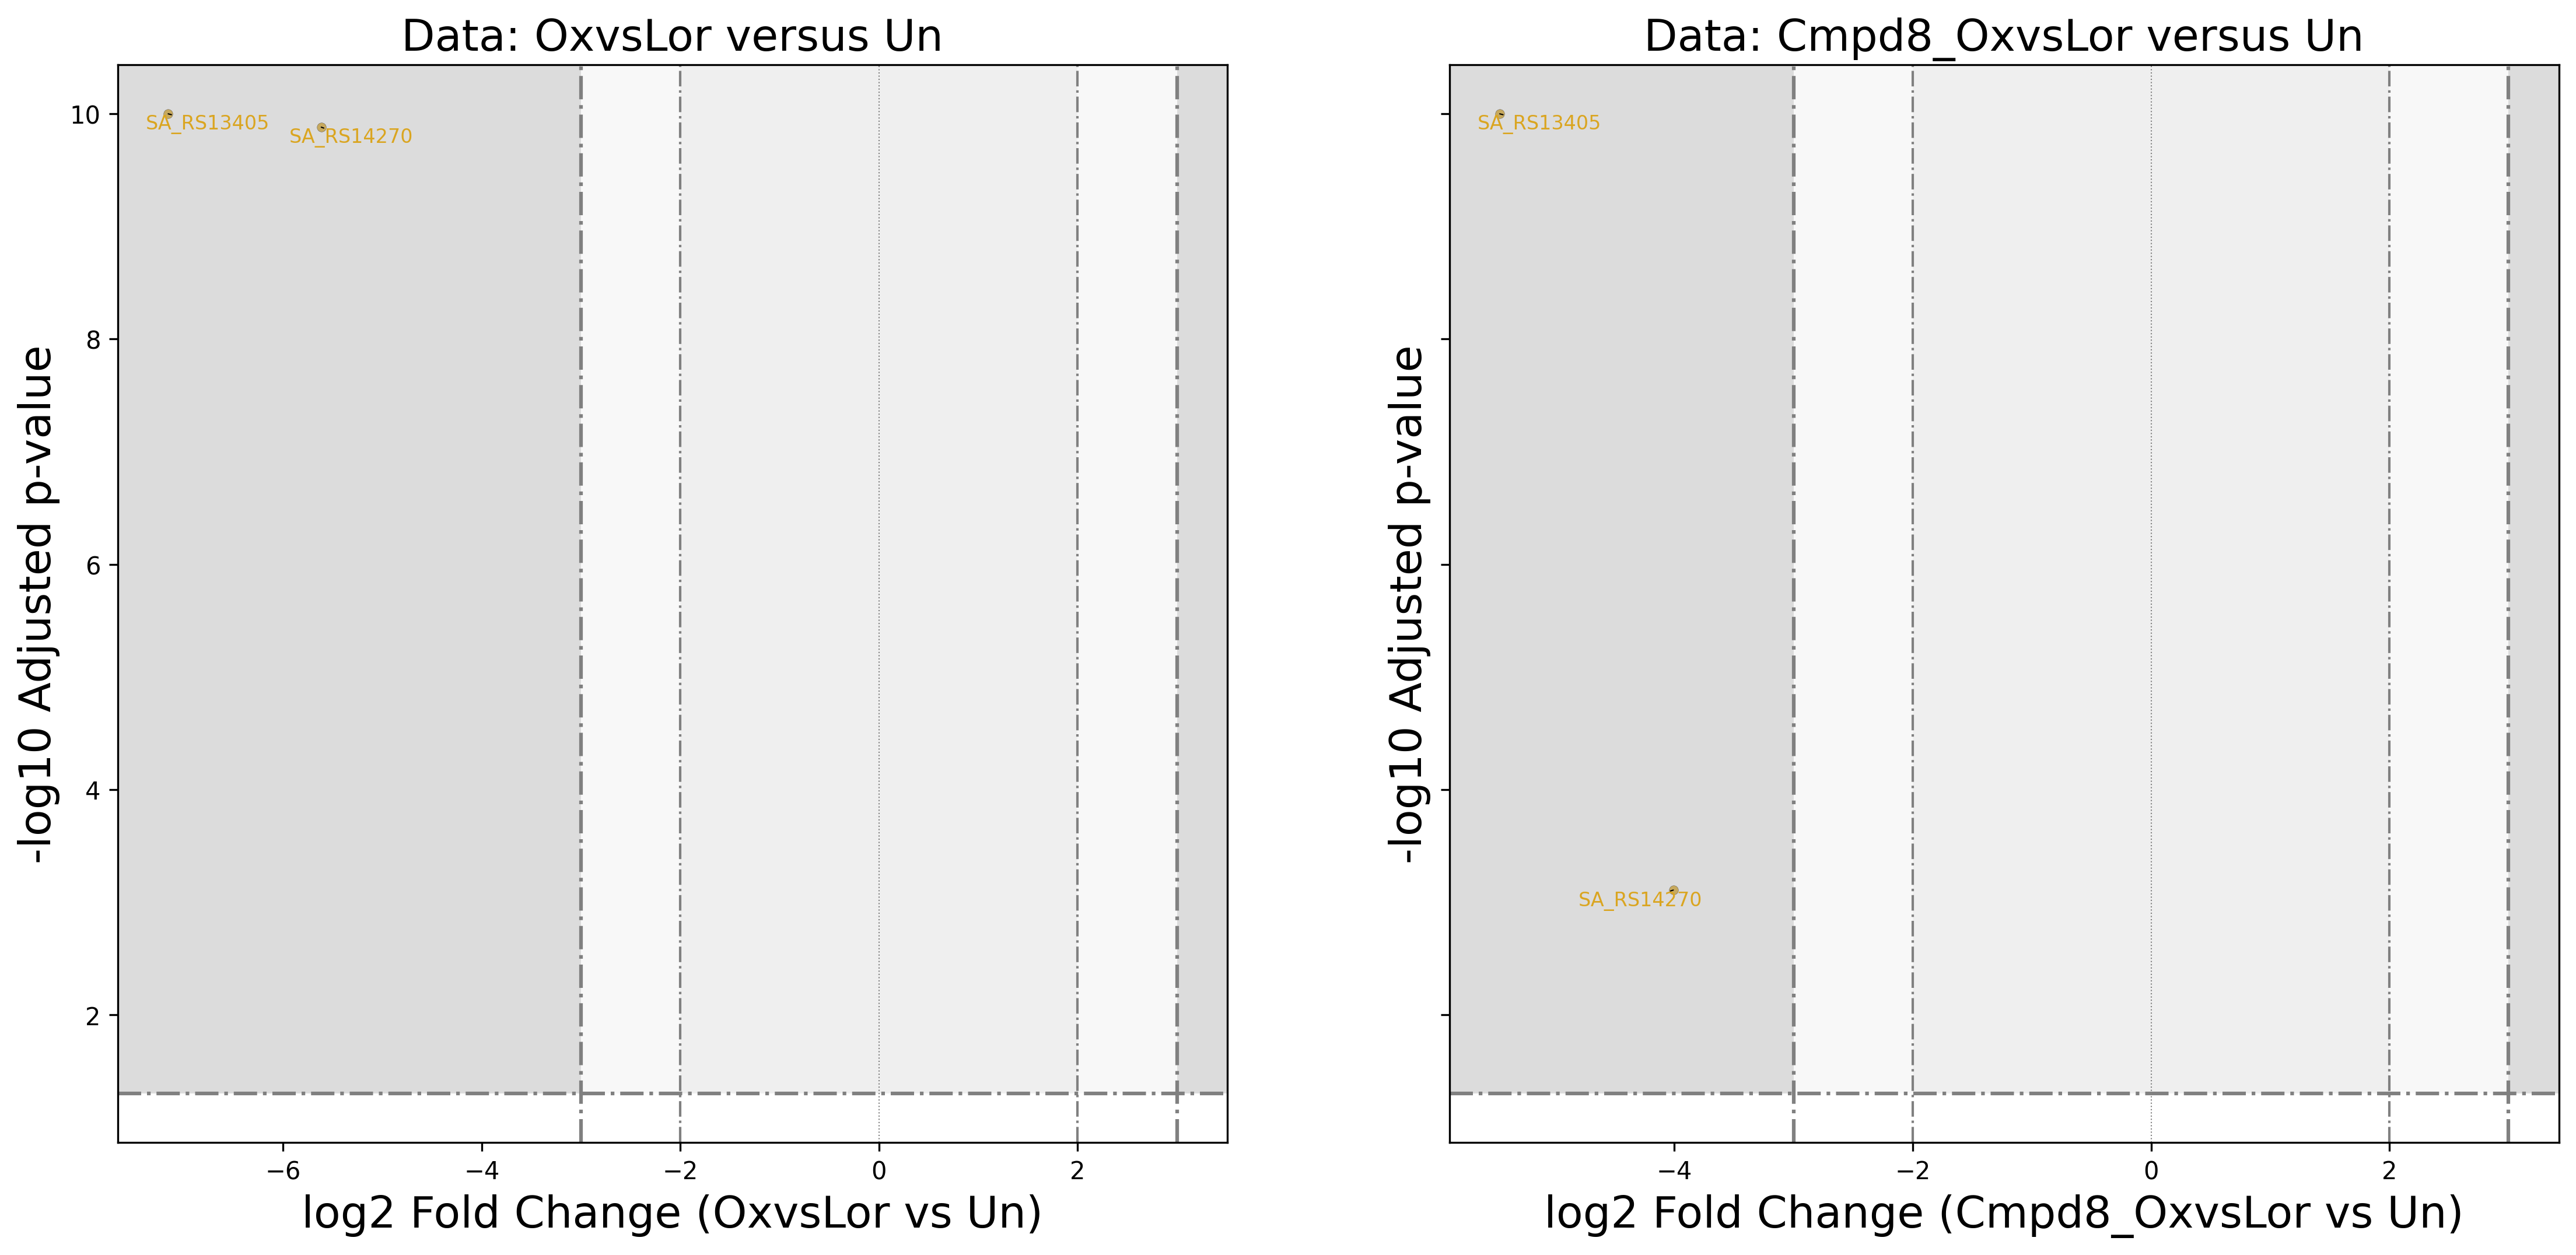 Data: OxvsLor versus Un
SA_RS13405
SA_RS14270
10
8
6
4
2
-log10 Adjusted p-value
−6
−4
−2
0
2
log2 Fold Change (OxvsLor vs Un)
Data: Cmpd8_OxvsLor versus Un
SA_RS13405
SA_RS14270
-log10 Adjusted p-value
−4
−2
0
2
log2 Fold Change (Cmpd8_OxvsLor vs Un)